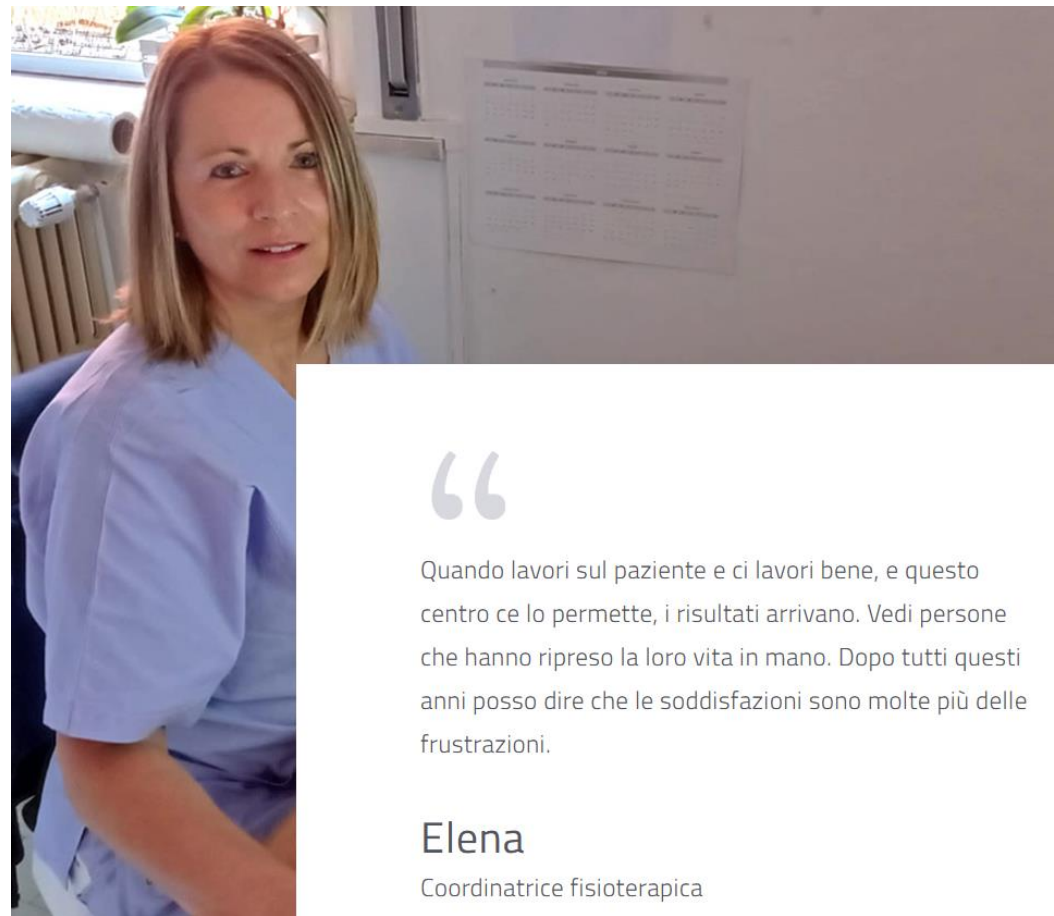 “
Quando lavori sul paziente e ci lavori bene, e questo
centro ce lo permette, i risultati arrivano. Vedi persone
che hanno ripreso la loro vita in mano. Dopo tutti questi
anni posso dire che le soddisfazioni sono molte più delle
frustrazioni.
Elena
Coordinatrice fisioterapica